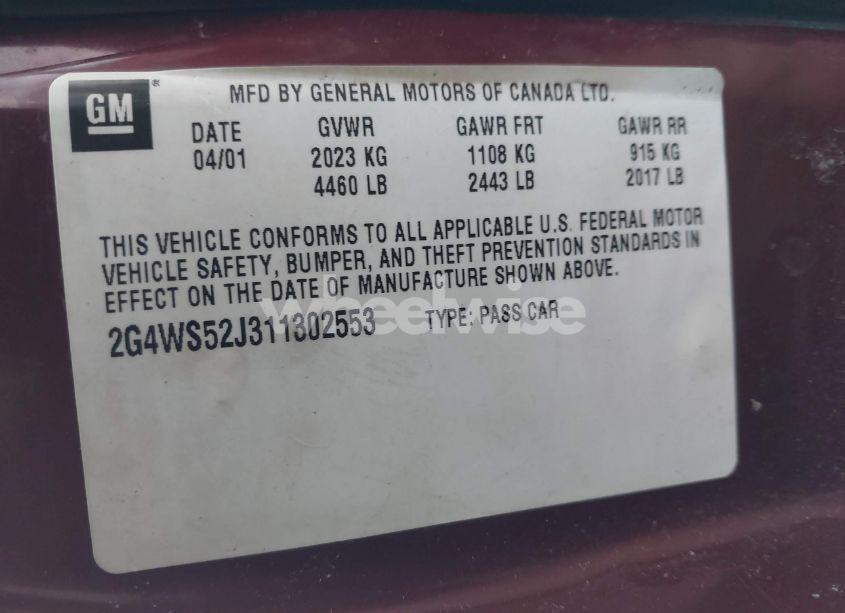 GM
MFD BY GENERAL MOTORS OF CANADA LTD.
DATE GVWR GAWR FRT GAWR RR
04/01 2023 KG 1108 KG 915 KG
4460 LB 2443 LB 2017 LB
THIS VEHICLE CONFORMS TO ALL APPLICABLE U.S. FEDERAL MOTOR
VEHICLE SAFETY, BUMPER, AND THEFT PREVENTION STANDARDS IN
EFFECT ON THE DATE OF MANUFACTURE SHOWN ABOVE.
2G4WS52J311302553 TYPE: PASS CAR
wheelwise